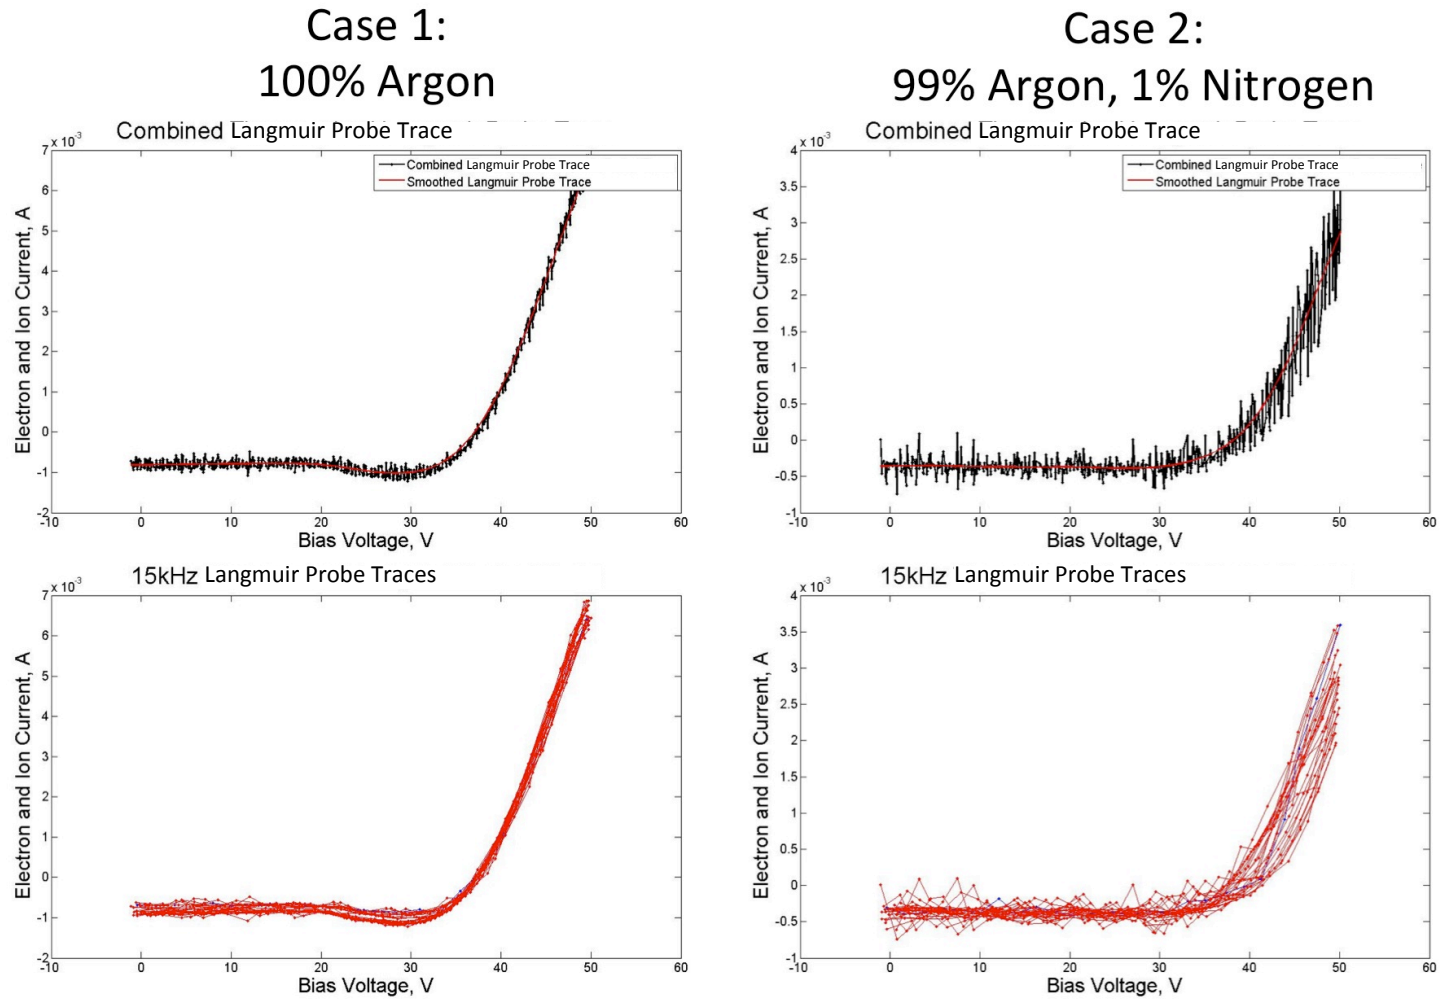 Case 1:
100% Argon
Case 2:
99% Argon, 1% Nitrogen
Combined Langmuir Probe Trace
x 10-3
Combined Langmuir Probe Trace
Smoothed Langmuir Probe Trace
Electron and Ion Current, A
7
6
5
4
3
2
1
0
-1
-2
-10 0 10 20 30 40 50 60
Bias Voltage, V
Combined Langmuir Probe Trace
x 10-3
Combined Langmuir Probe Trace
Smoothed Langmuir Probe Trace
Electron and Ion Current, A
4
3.5
3
2.5
2
1.5
1
0.5
0
-0.5
-1
-10 0 10 20 30 40 50 60
Bias Voltage, V
15kHz Langmuir Probe Traces
x 10-3
Electron and Ion Current, A
7
6
5
4
3
2
1
0
-1
-2
-10 0 10 20 30 40 50 60
Bias Voltage, V
15kHz Langmuir Probe Traces
x 10-3
Electron and Ion Current, A
4
3.5
3
2.5
2
1.5
1
0.5
0
-0.5
-1
-10 0 10 20 30 40 50 60
Bias Voltage, V